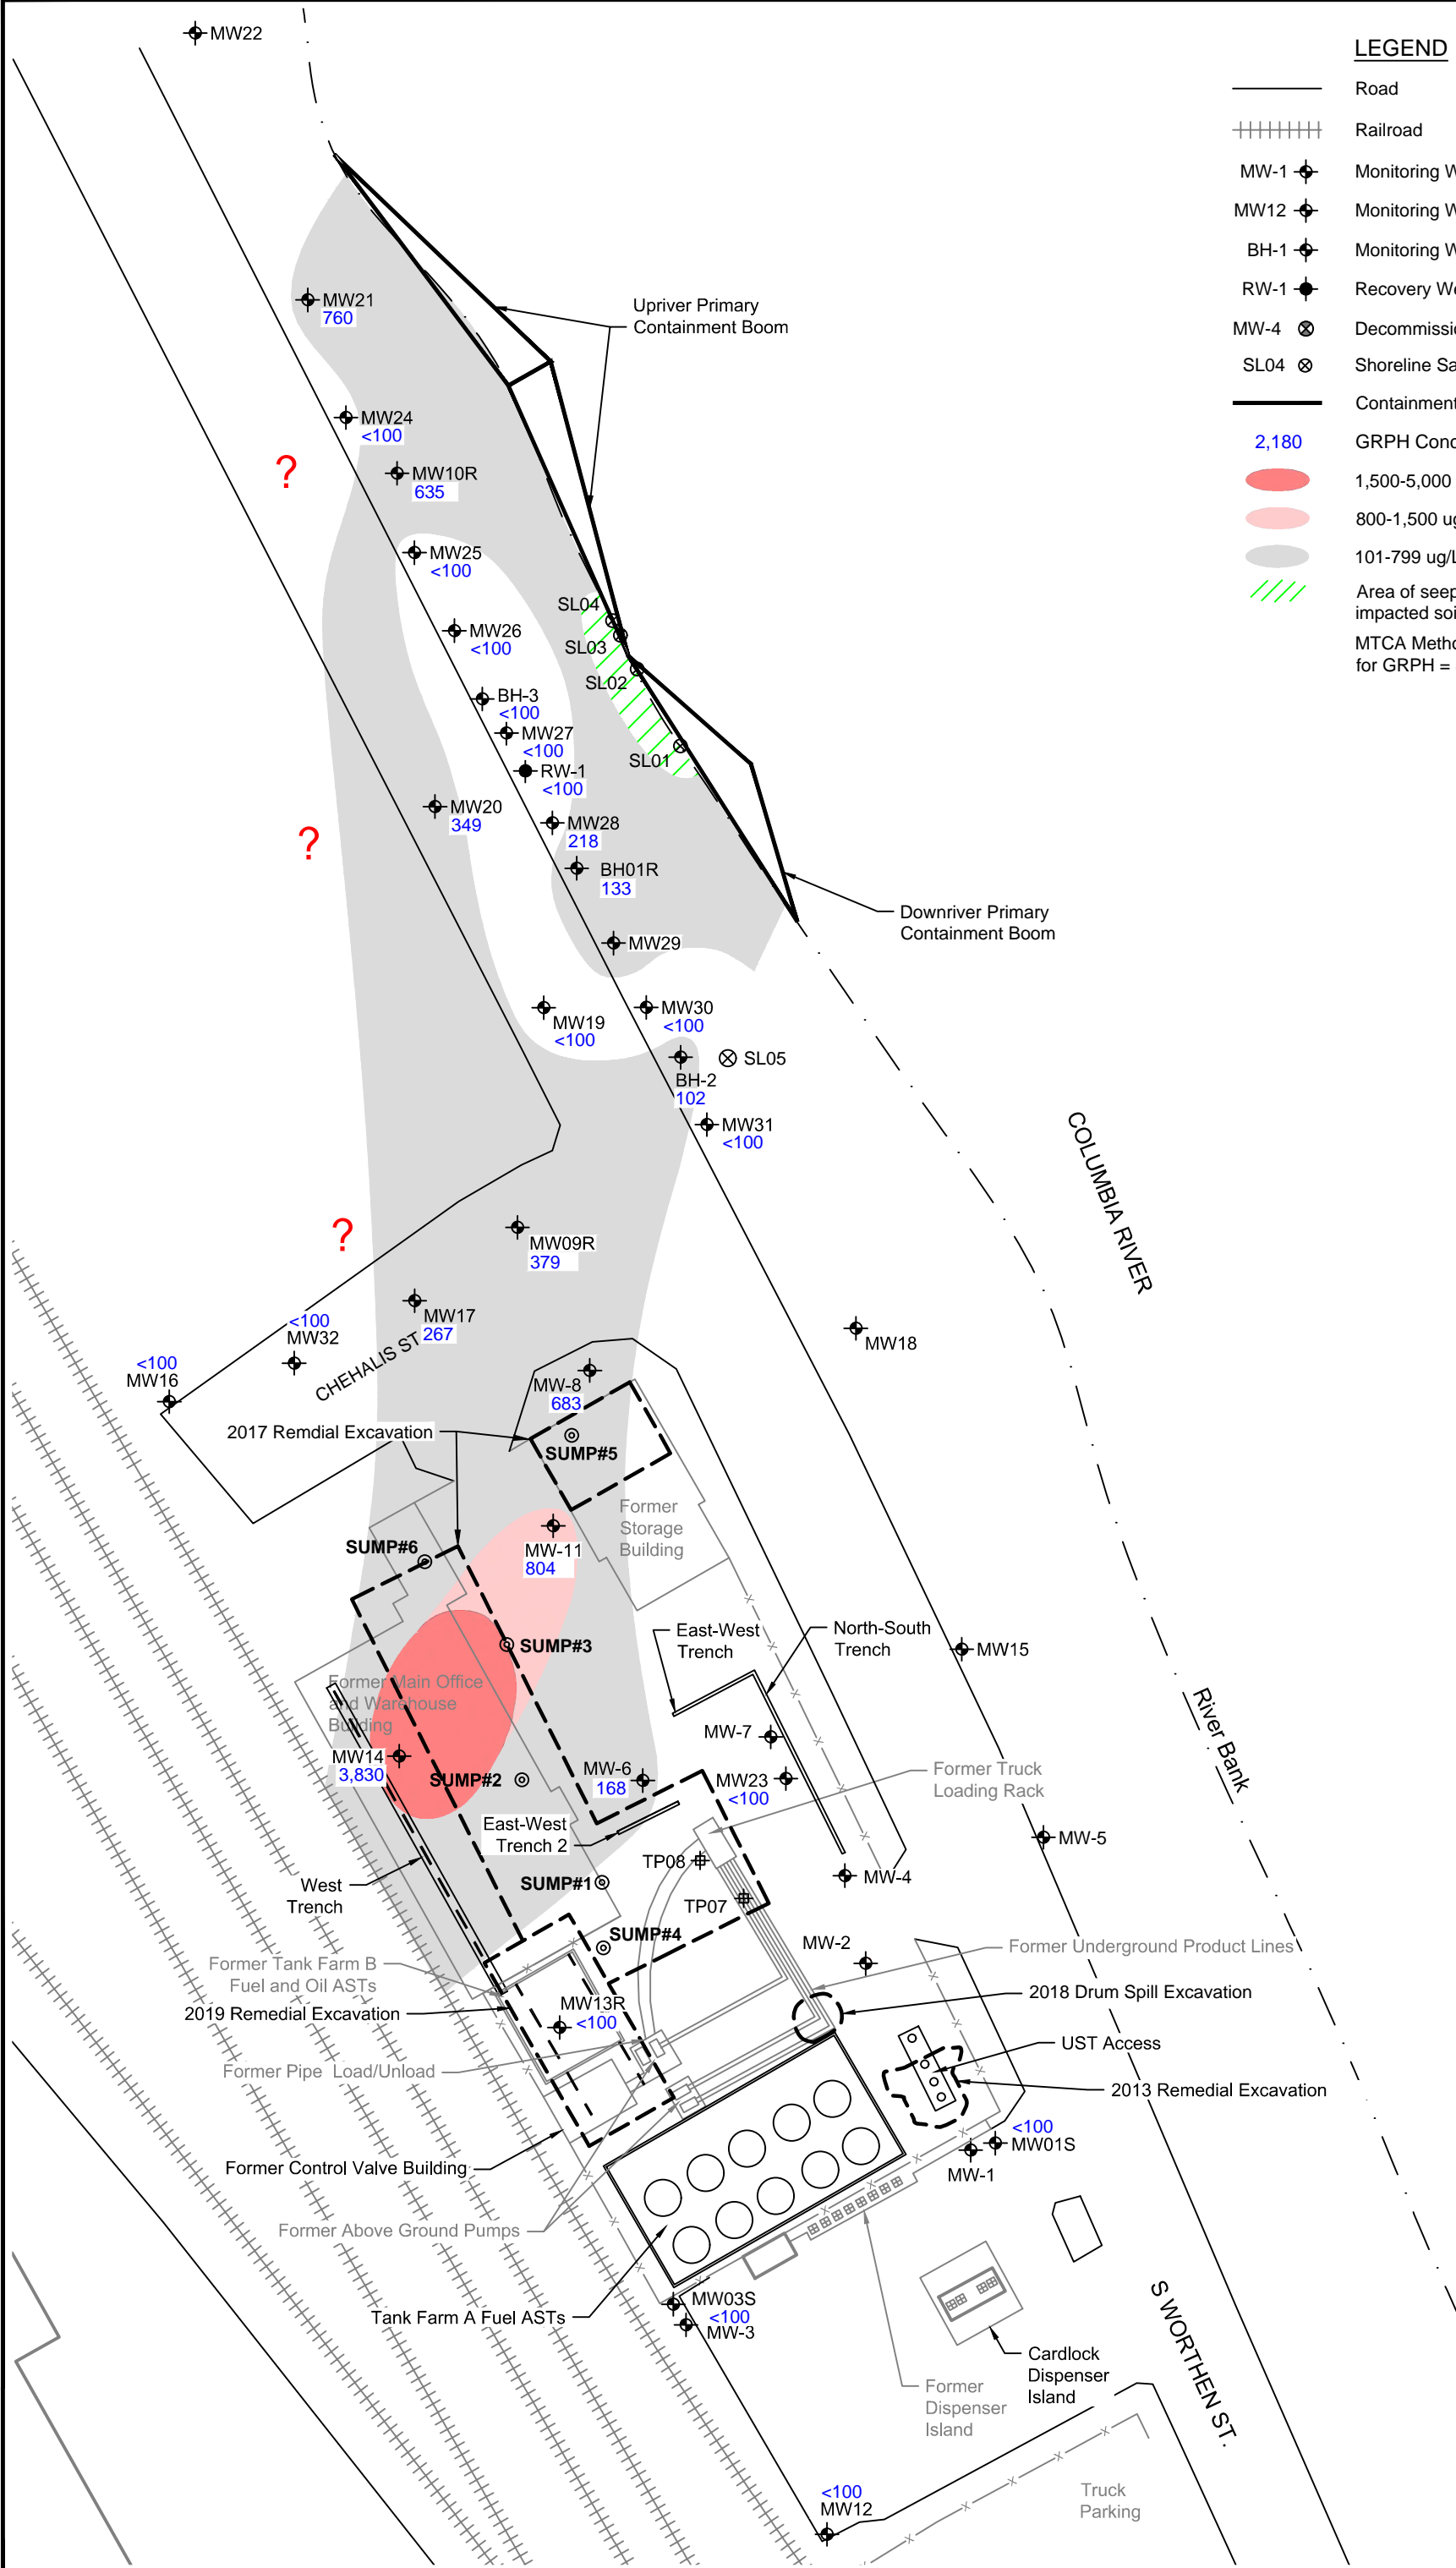 MW22
LEGEND
Road
Railroad
MW-1
Monitoring W
MW12
Monitoring W
BH-1
Monitoring W
RW-1
Recovery We
MW-4
Decommissi
SL04
Shoreline Sa
Containment
2,180
GRPH Conc
1,500-5,000
800-1,500 ug
101-799 ug/L
Area of seep
impacted soi
MTCA Metho
for GRPH =
MW21
760
Upriver Primary
Containment Boom
MW24
<100
?
MW10R
635
MW25
<100
MW26
<100
SL04
SL03
SL02
SL01
BH-3
<100
MW27
<100
RW-1
<100
MW20
349
?
MW28
218
BH01R
133
Downriver Primary
Containment Boom
MW29
MW19
<100
MW30
<100
SL05
BH-2
102
MW31
<100
COLUMBIA RIVER
?
MW09R
379
MW17
267
<100
MW32
<100
MW16
CHEHALIS ST
MW18
MW-8
683
2017 Remdial Excavation
SUMP#5
Former
Storage
Building
SUMP#6
MW-11
804
SUMP#3
East-West
Trench
North-South
Trench
MW15
Former Main Office
and Warehouse
Building
MW14
3,830
SUMP#2
MW-6
168
MW-7
MW23
<100
Former Truck
Loading Rack
River Bank
East-West
Trench 2
MW-5
TP08
MW-4
West
Trench
SUMP#1
TP07
SUMP#4
MW-2
Former Underground Product Lines
Former Tank Farm B
Fuel and Oil ASTs
2019 Remedial Excavation
MW13R
<100
2018 Drum Spill Excavation
UST Access
Former Pipe Load/Unload
2013 Remedial Excavation
<100
MW01S
MW-1
Former Control Valve Building
Former Above Ground Pumps
Tank Farm A Fuel ASTs
MW03S
<100
MW-3
Cardlock
Dispenser
Island
Former
Dispenser
Island
S WORTHEN ST.
<100
MW12
Truck
Parking